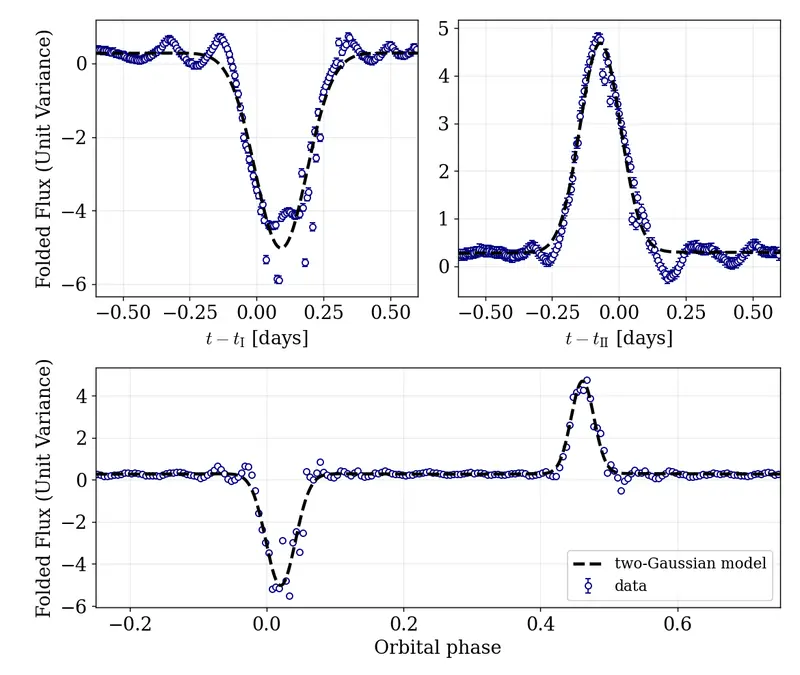 Folded Flux (Unit Variance)
0
−2
−4
−6
−0.50 −0.25 0.00 0.25 0.50
t − tI [days]
5
4
3
2
1
0
−0.50 −0.25 0.00 0.25 0.50
t − tII [days]
Folded Flux (Unit Variance)
4
2
0
−2
−4
−6
two-Gaussian model
data
−0.2 0.0 0.2 0.4 0.6
Orbital phase